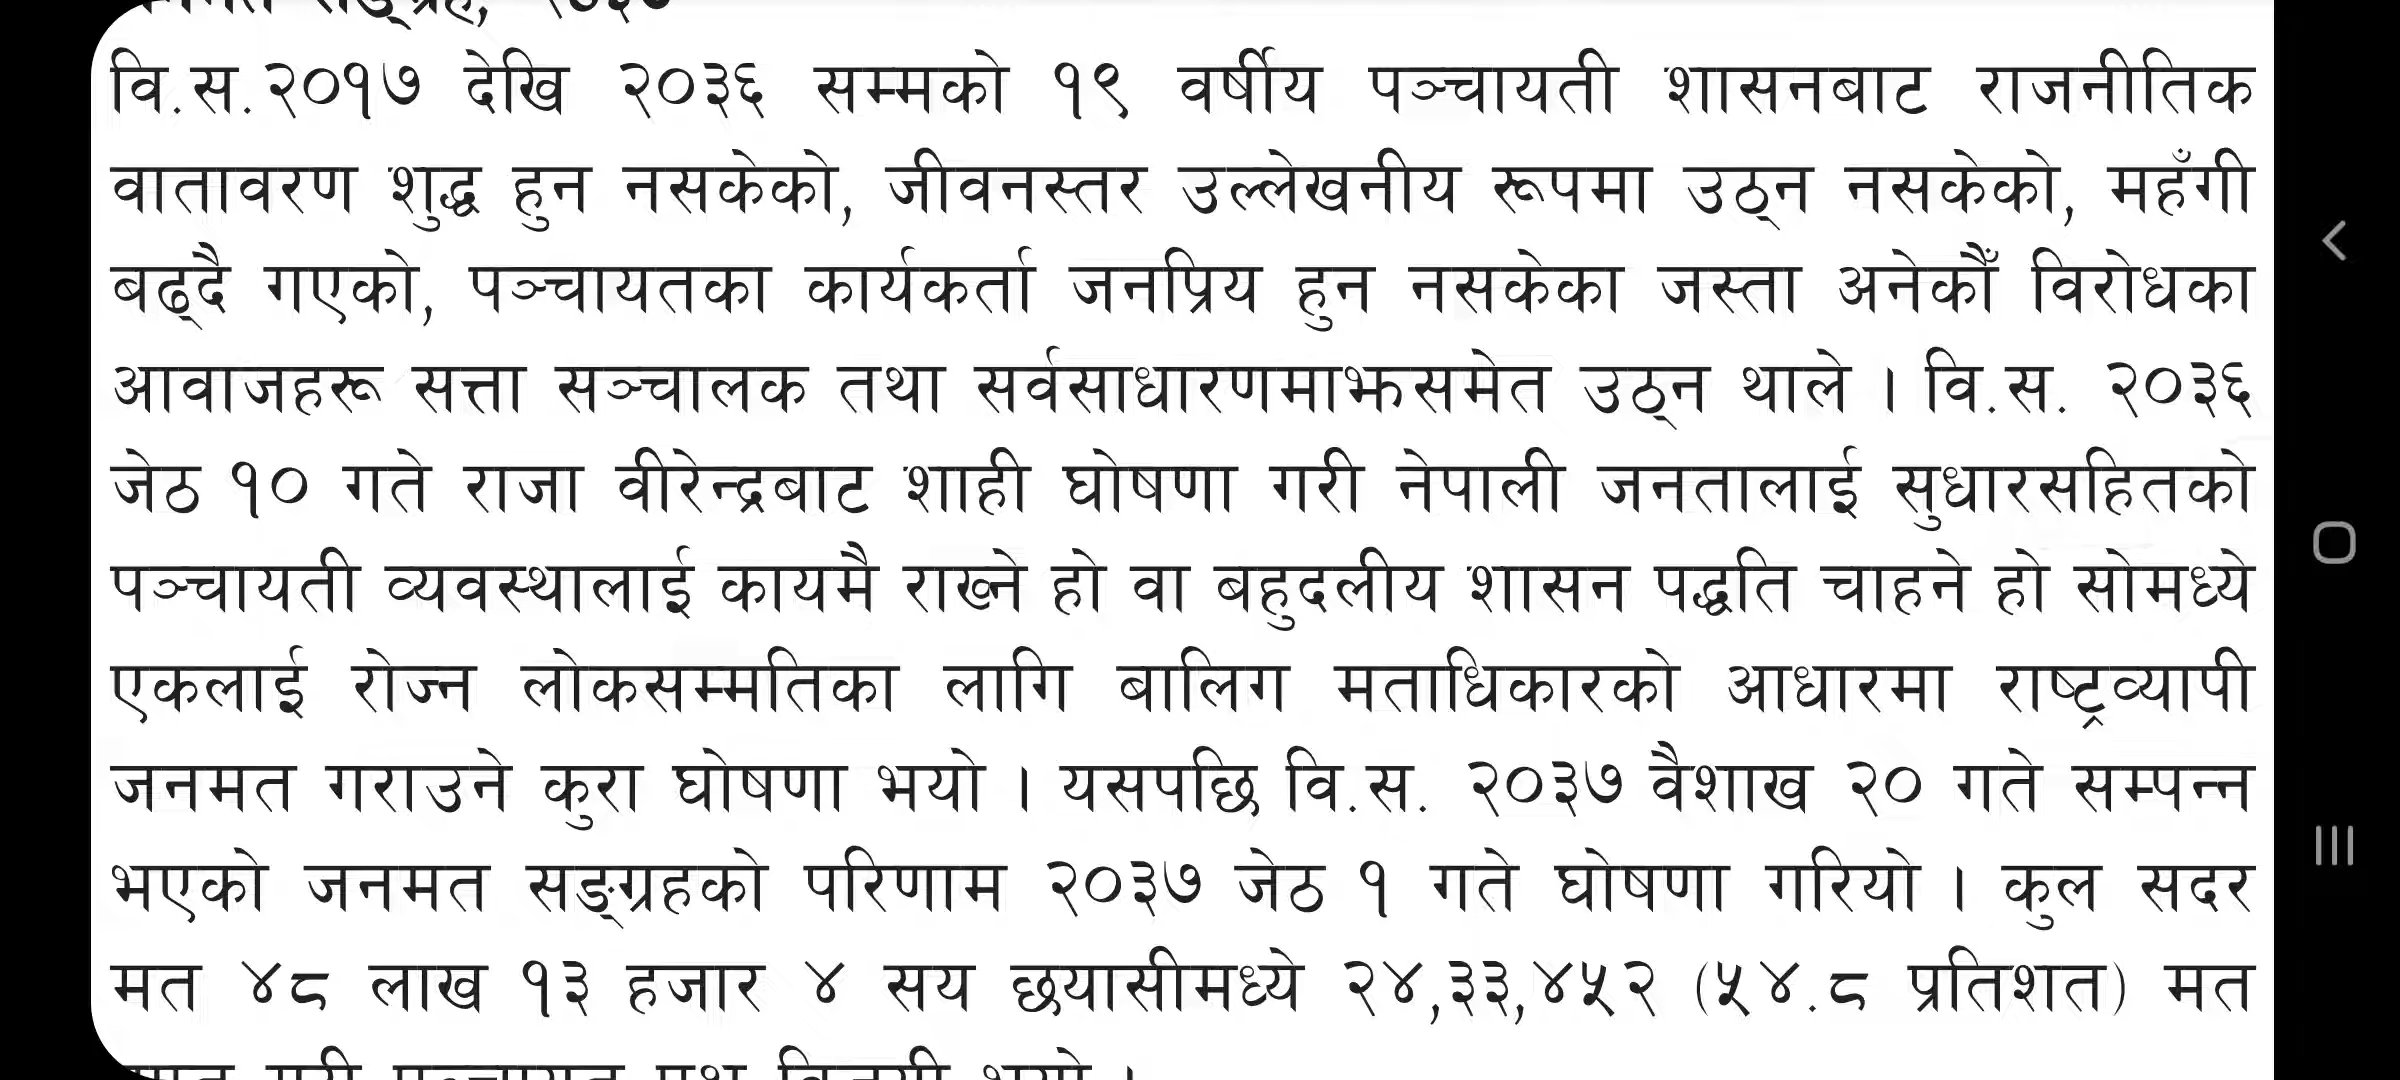 वि.स.२०१७ देखि २०३६ सम्मको १९ वर्षीय पञ्चायती शासनबाट राजनीतिक
वातावरण शुद्ध हुन नसकेको, जीवनस्तर उल्लेखनीय रूपमा उठ्न नसकेको, महँगी
बढ्दै गएको, पञ्चायतका कार्यकर्ता जनप्रिय हुन नसकेका जस्ता अनेकौँ विरोधका
आवाजहरू सत्ता सञ्चालक तथा सर्वसाधारणमाझसमेत उठ्न थाले । वि.स. २०३६
जेठ १० गते राजा वीरेन्द्रबाट शाही घोषणा गरी नेपाली जनतालाई सुधारसहितको
पञ्चायती व्यवस्थालाई कायमै राख्ने हो वा बहुदलीय शासन पद्धति चाहने हो सोमध्ये
एकलाई रोज्न लोकसम्मतिका लागि बालिग मताधिकारको आधारमा राष्ट्रव्यापी
जनमत गराउने कुरा घोषणा भयो । यसपछि वि.स. २०३७ वैशाख २० गते सम्पन्न
भएको जनमत सङ्ग्रहको परिणाम २०३७ जेठ १ गते घोषणा गरियो । कुल सदर
मत ४८ लाख १३ हजार ४ सय छयासीमध्ये २४,३३,४५२ (५४.८ प्रतिशत) मत